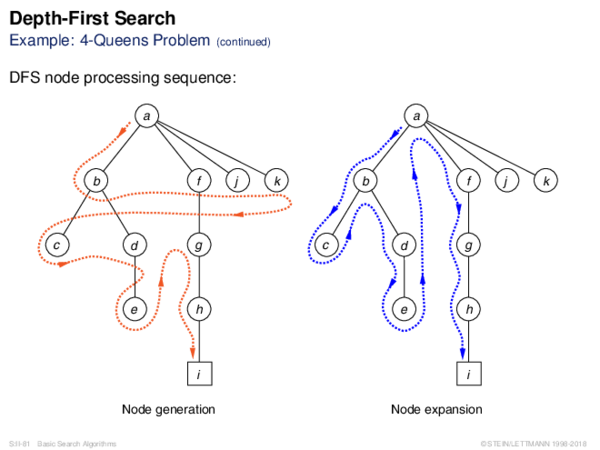 Depth-First Search
Example: 4-Queens Problem (continued)
DFS node processing sequence:
a a
b f j k b f j k
c d g c d g
e h e h
i i
Node generation Node expansion
S:II-81 Basic Search Algorithms ©STEIN/LETTMANN 1998-2018